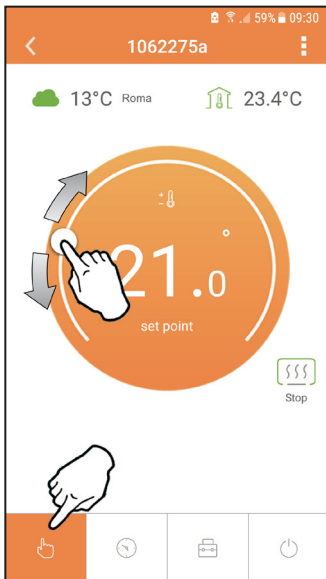 59% 09:30
1062275a
13°C Roma 23.4°C
21.0°
set point
Stop